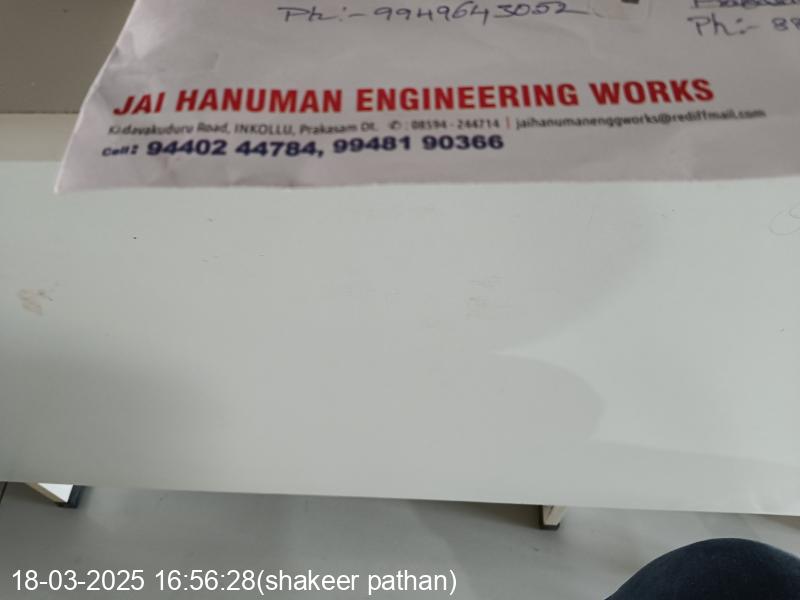 Ph:- 9949643052
Ph:- 88
JAI HANUMAN ENGINEERING WORKS
Kadavakuduru Road, INKOLLU, Prakasam Dt. ✆ : 08594 - 244714 | jaihanumanenggworks@rediffmail.com
Cell: 94402 44784, 99481 90366
18-03-2025 16:56:28(shakeer pathan)